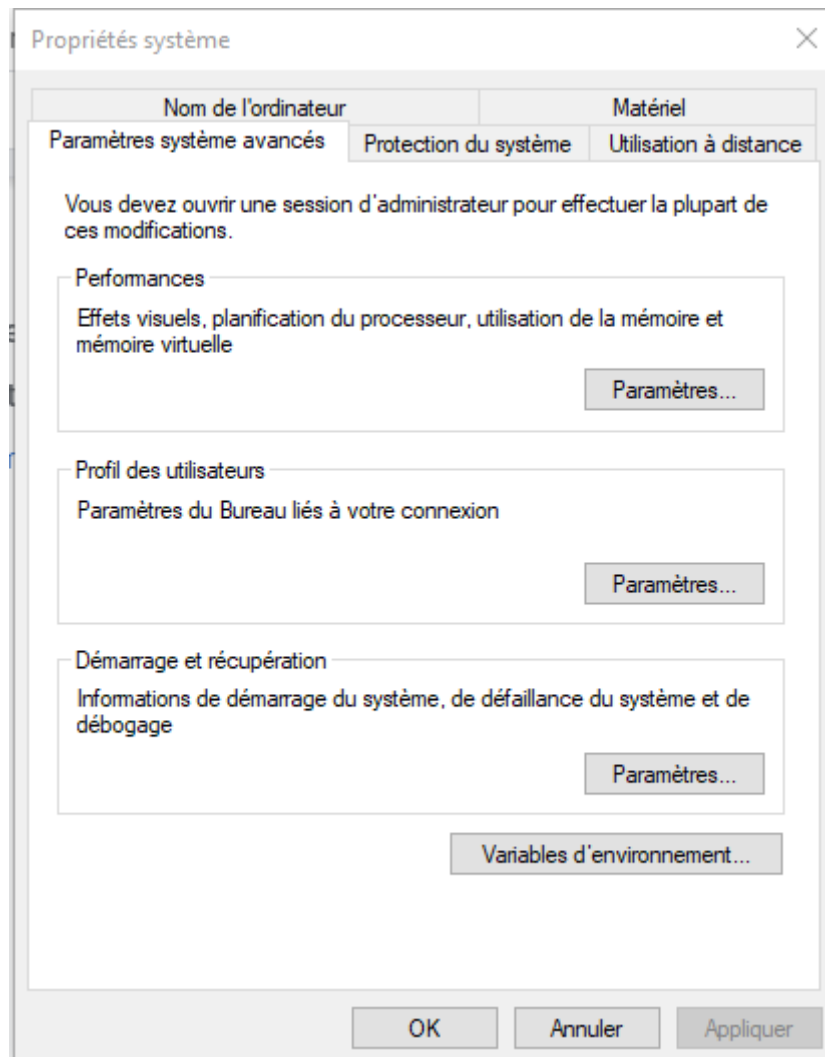 Propriétés système
Nom de l'ordinateur
Matériel
Paramètres système avancés
Protection du système
Utilisation à distance
Vous devez ouvrir une session d'administrateur pour effectuer la plupart de
ces modifications.
Performances
Effets visuels, planification du processeur, utilisation de la mémoire et
mémoire virtuelle
Paramètres...
Profil des utilisateurs
Paramètres du Bureau liés à votre connexion
Paramètres...
Démarrage et récupération
Informations de démarrage du système, de défaillance du système et de
débogage
Paramètres...
Variables d'environnement...
OK
Annuler
Appliquer